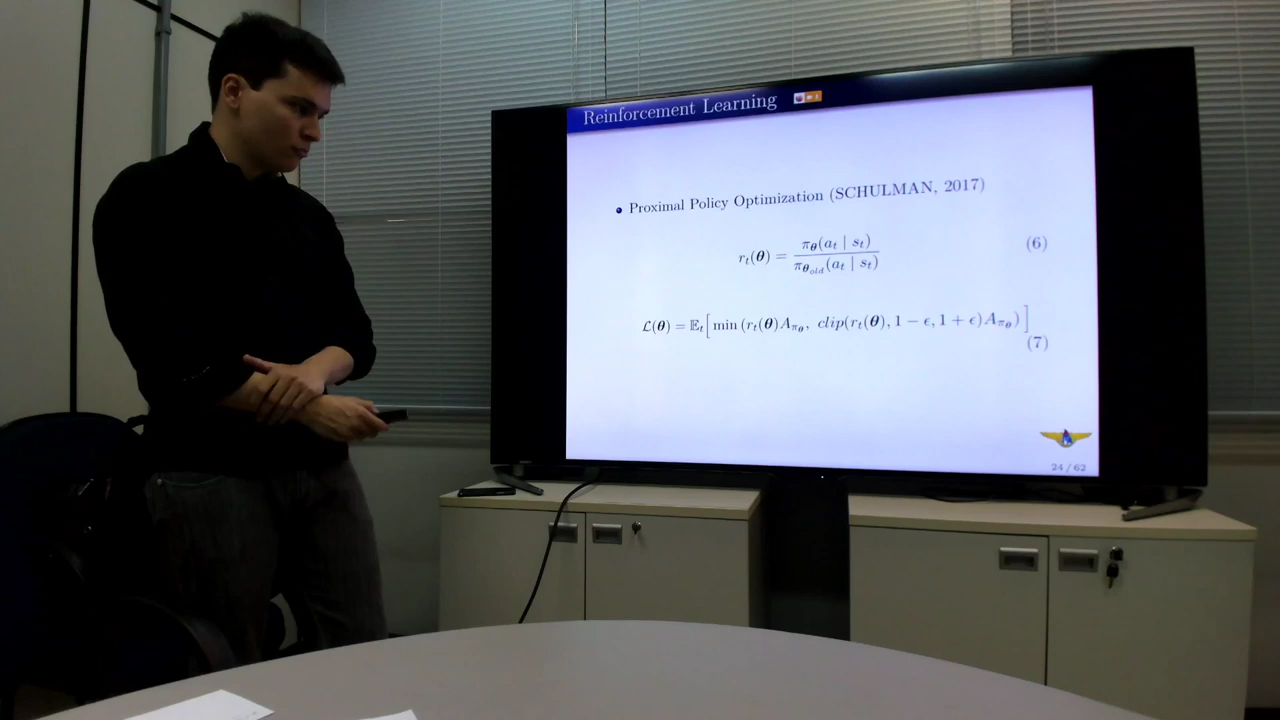 Reinforcement Learning
• Proximal Policy Optimization (SCHULMAN, 2017)
r_t(θ) = π_θ(a_t | s_t) / π_θ_old(a_t | s_t) (6)
ℒ(θ) = 𝔼_t[min (r_t(θ)A_π_θ, clip(r_t(θ), 1 − ϵ, 1 + ϵ)A_π_θ)]
(7)
24 / 62